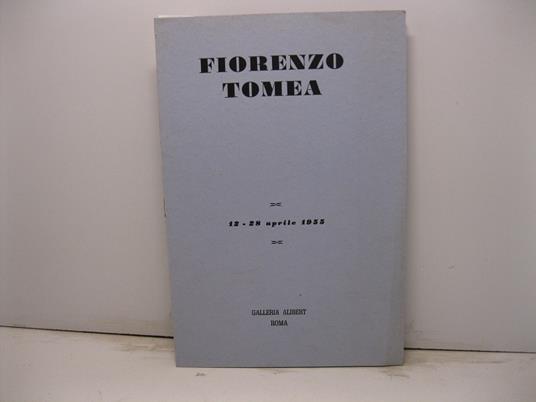 FIORENZO
TOMEA
12 - 28 aprile 1955
GALLERIA ALIBERT
ROMA